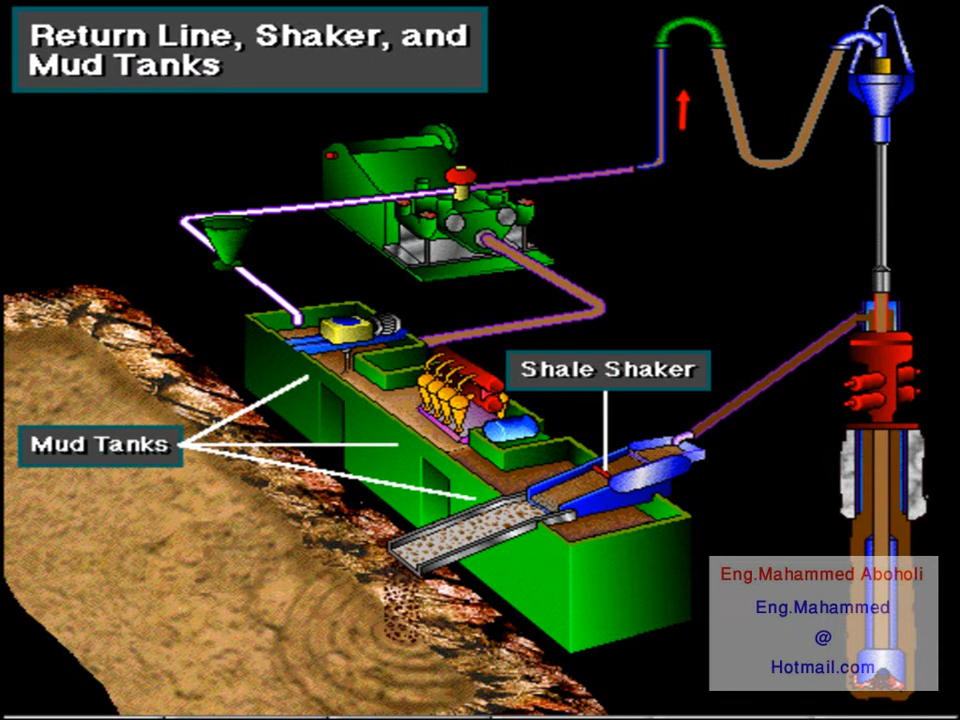 Return Line, Shaker, and
Mud Tanks
Shale Shaker
Mud Tanks
Eng.Mahammed Aboholi
Eng.Mahammed
@
Hotmail.com